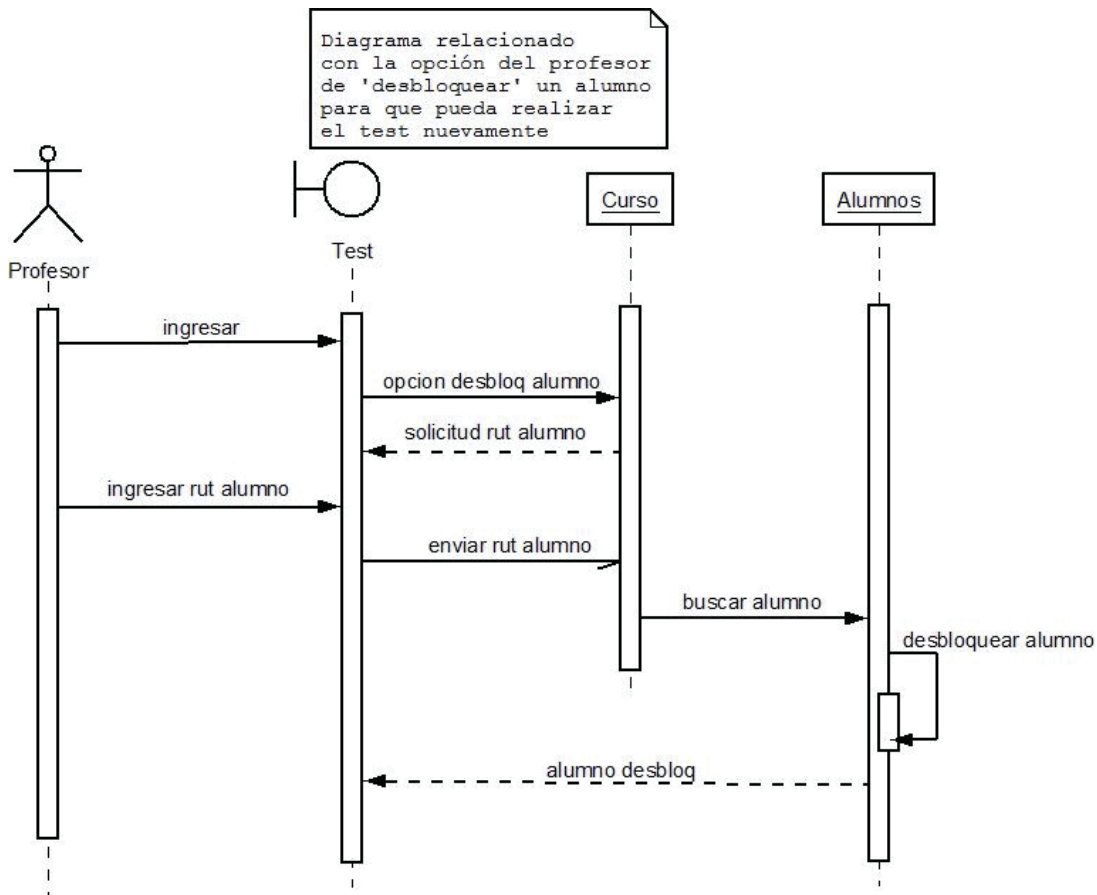 Diagrama relacionado
con la opción del profesor
de 'desbloquear' un alumno
para que pueda realizar
el test nuevamente
Profesor
Test
Curso
Alumnos
ingresar
opcion desbloq alumno
solicitud rut alumno
ingresar rut alumno
enviar rut alumno
buscar alumno
desbloquear alumno
alumno desbloq